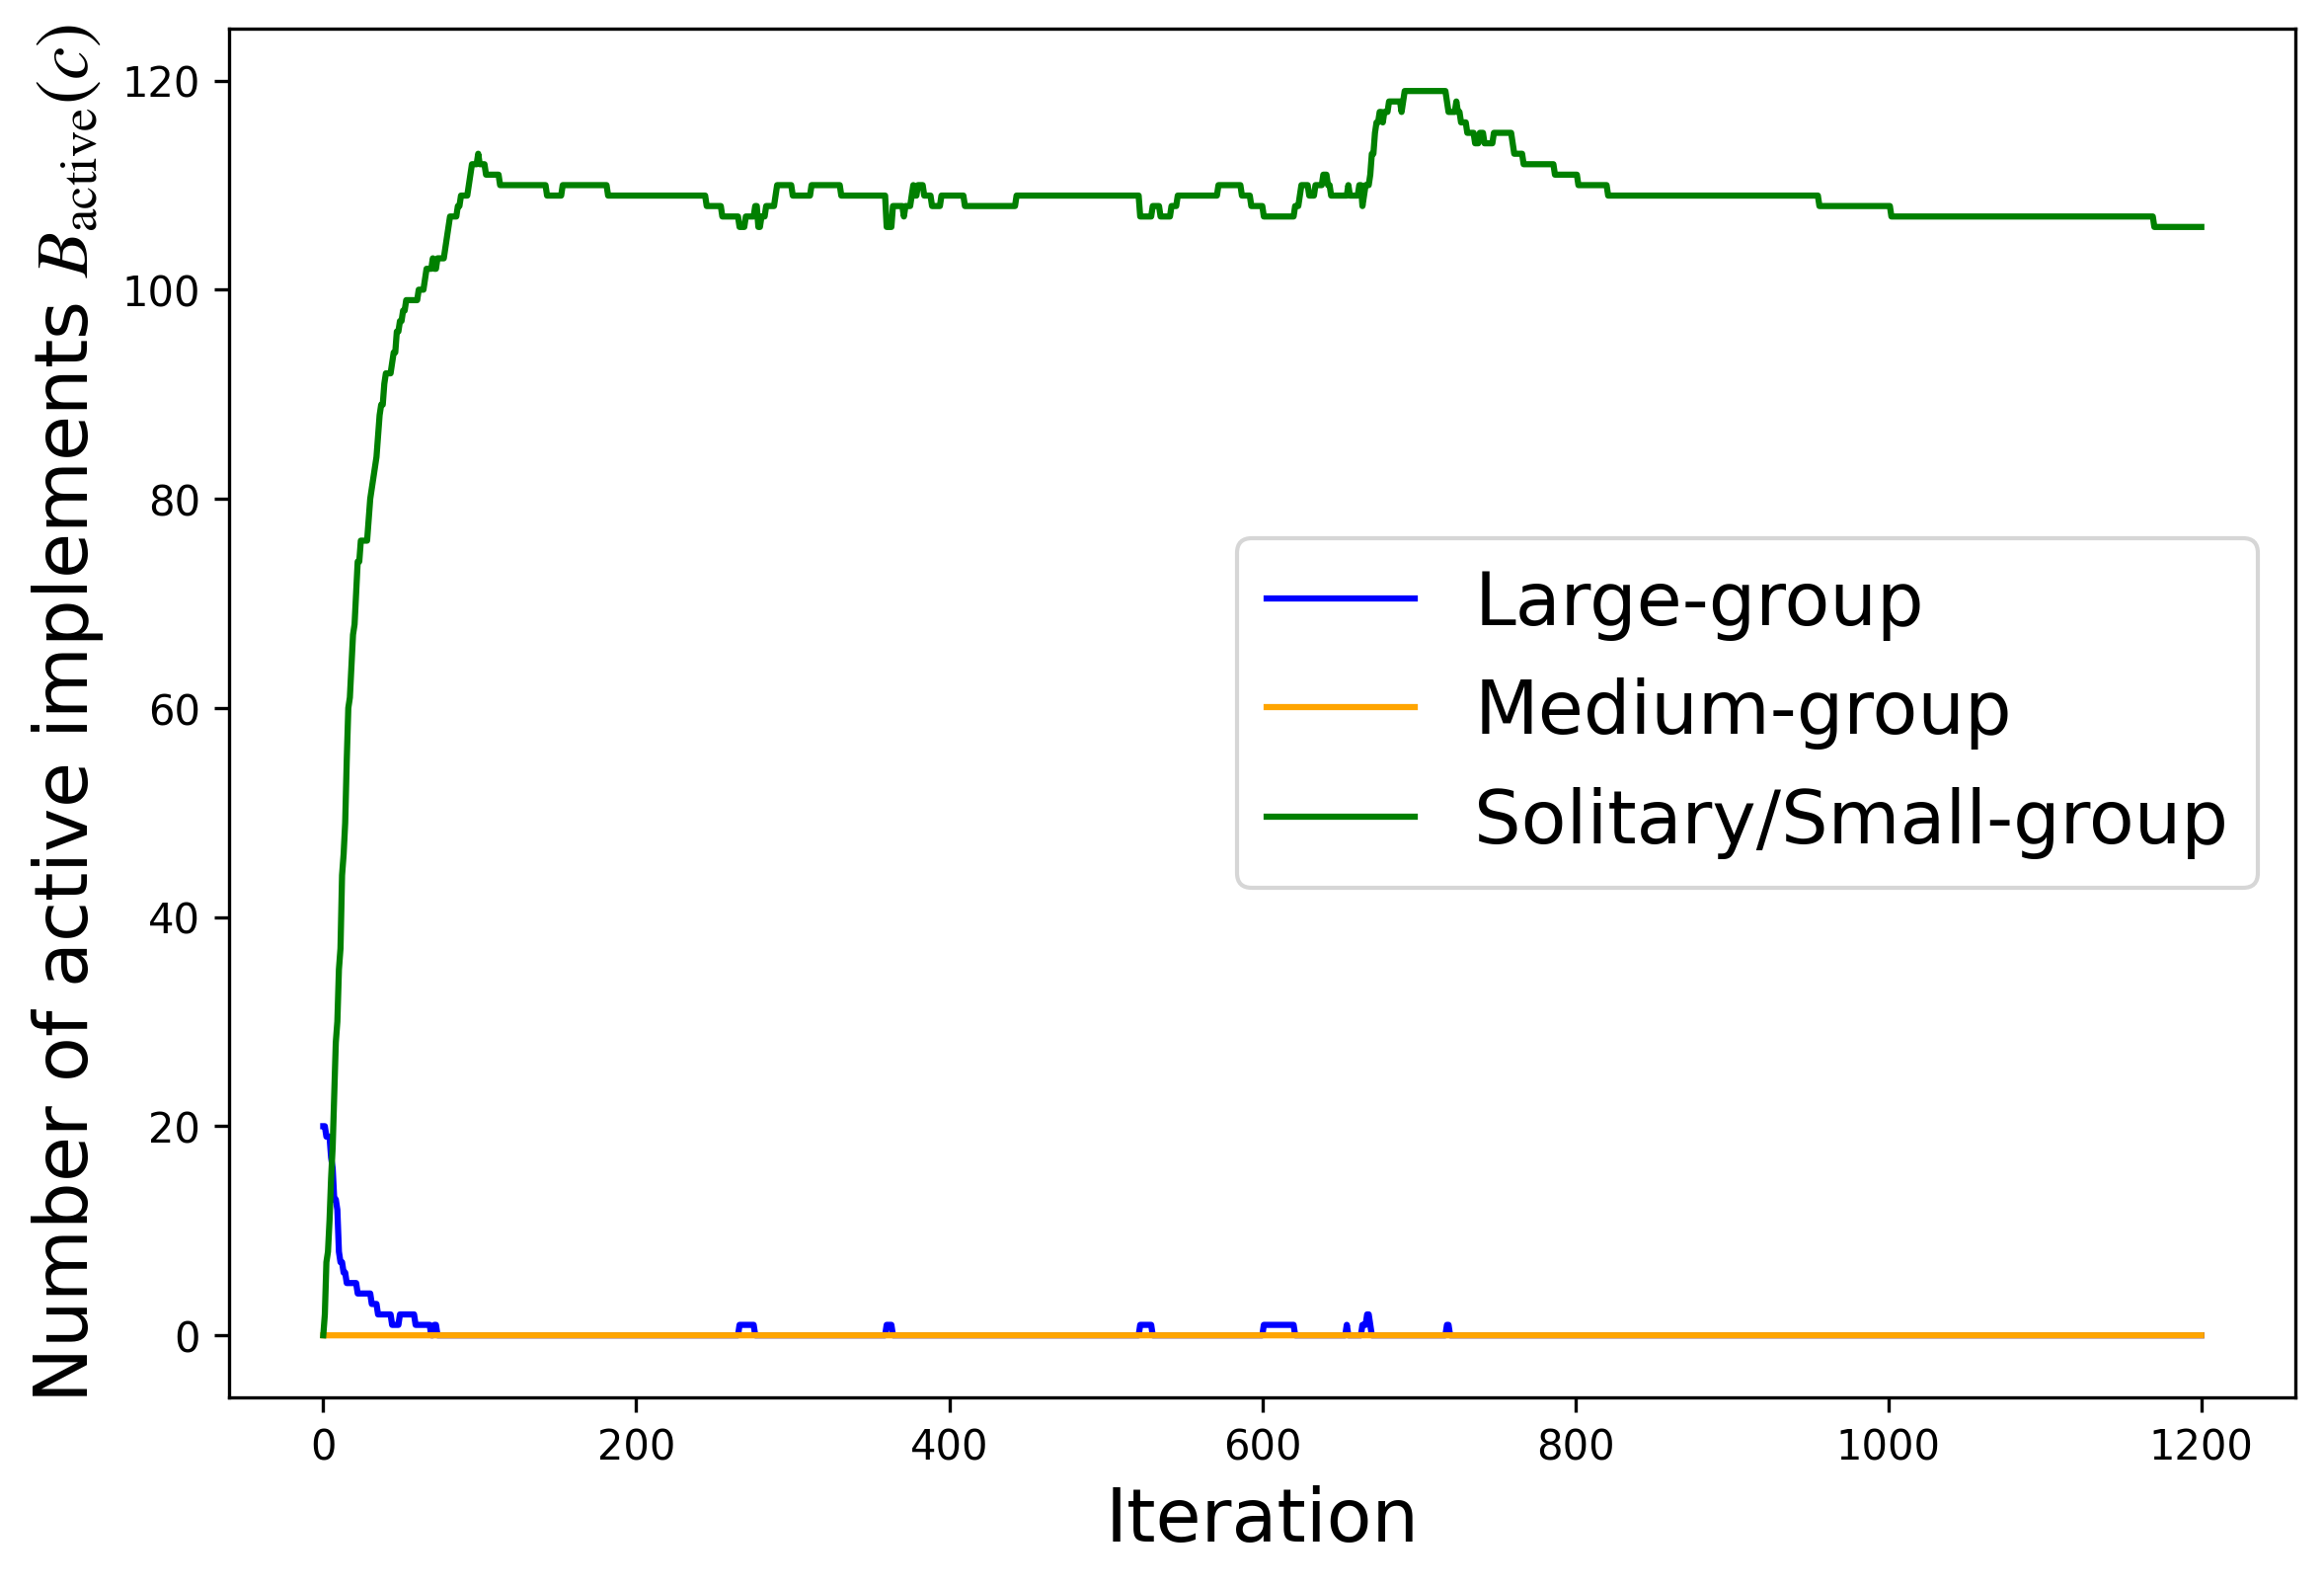 Number of active implements B_active(c)
120
100
80
60
40
20
0
Large-group
Medium-group
Solitary/Small-group
0 200 400 600 800 1000 1200
Iteration